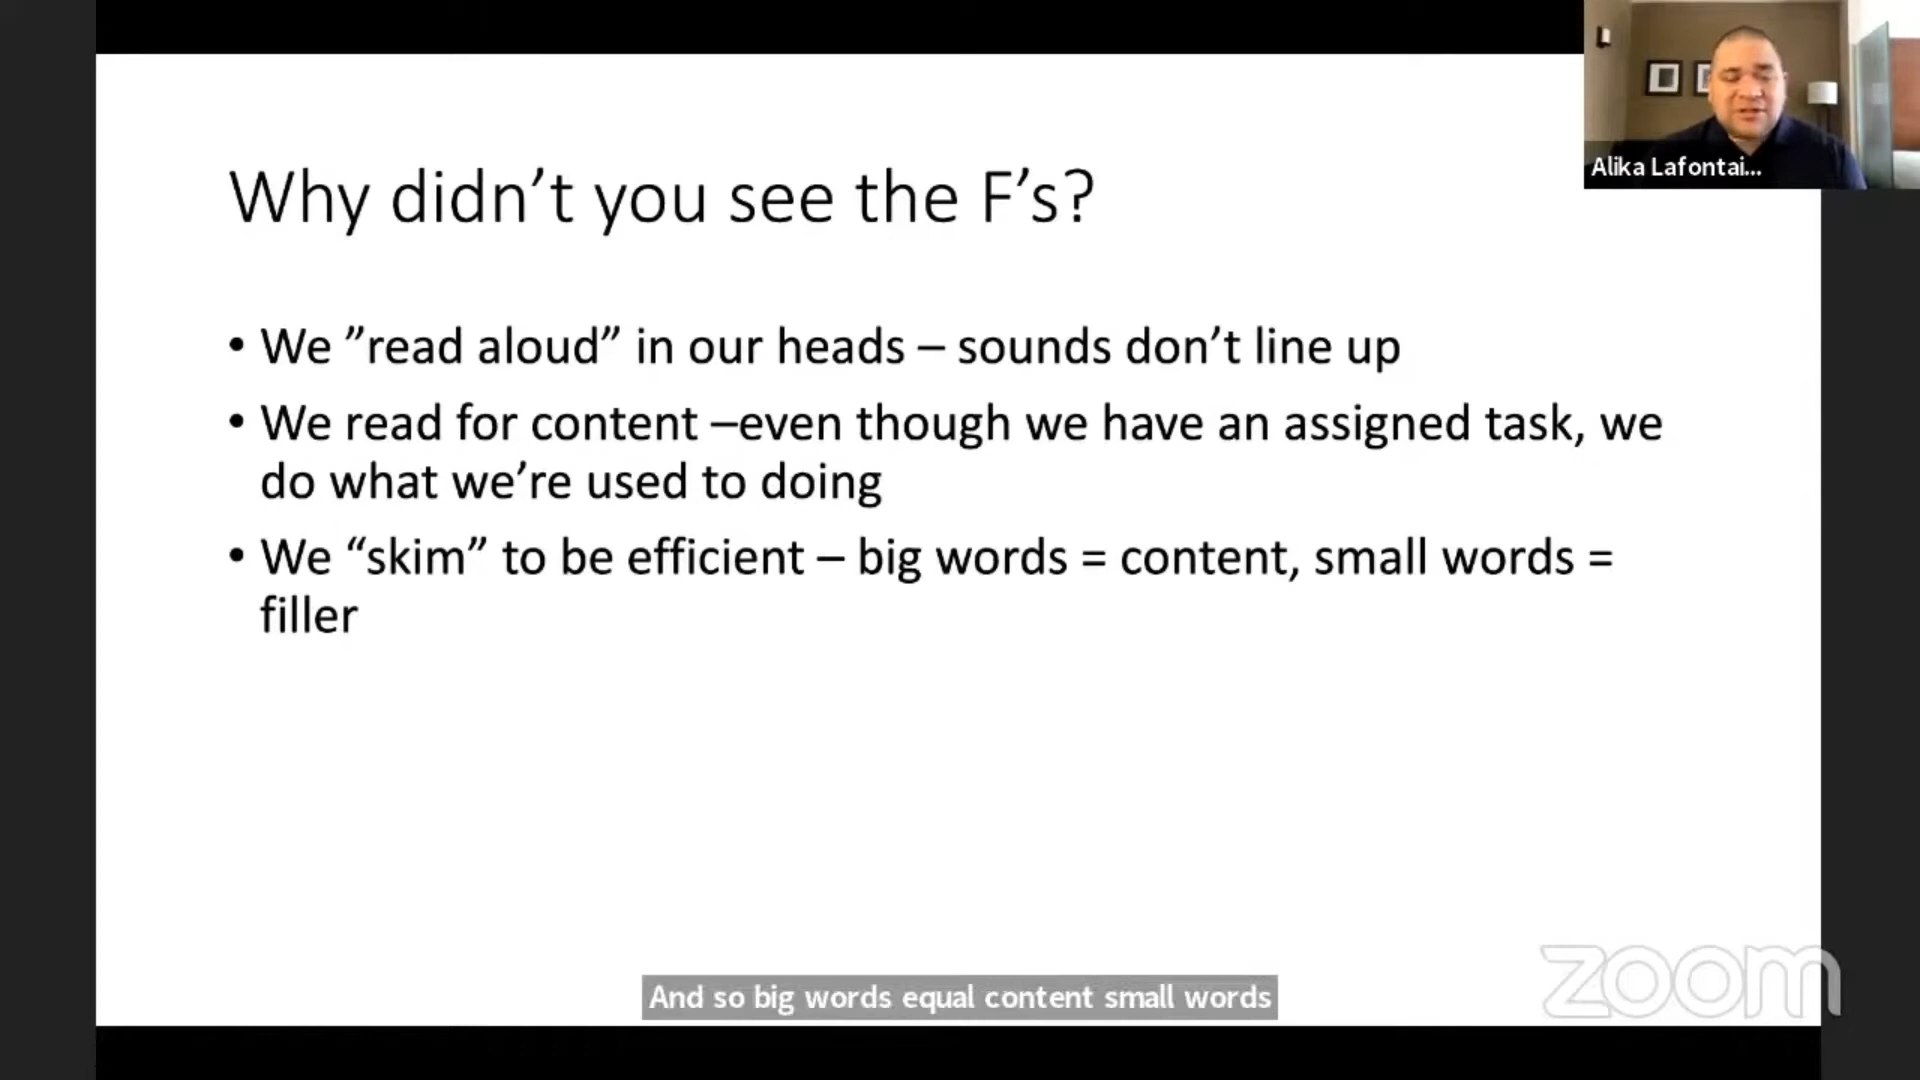 Alika Lafontai...
Why didn’t you see the F’s?
• We ”read aloud” in our heads – sounds don’t line up
• We read for content –even though we have an assigned task, we
do what we’re used to doing
• We “skim” to be efficient – big words = content, small words =
filler
And so big words equal content small words
zoom